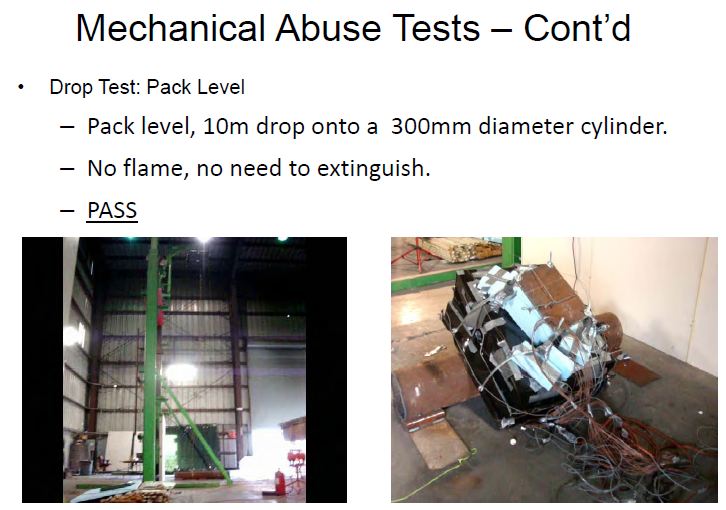 Mechanical Abuse Tests – Cont’d
• Drop Test: Pack Level
– Pack level, 10m drop onto a 300mm diameter cylinder.
– No flame, no need to extinguish.
– PASS